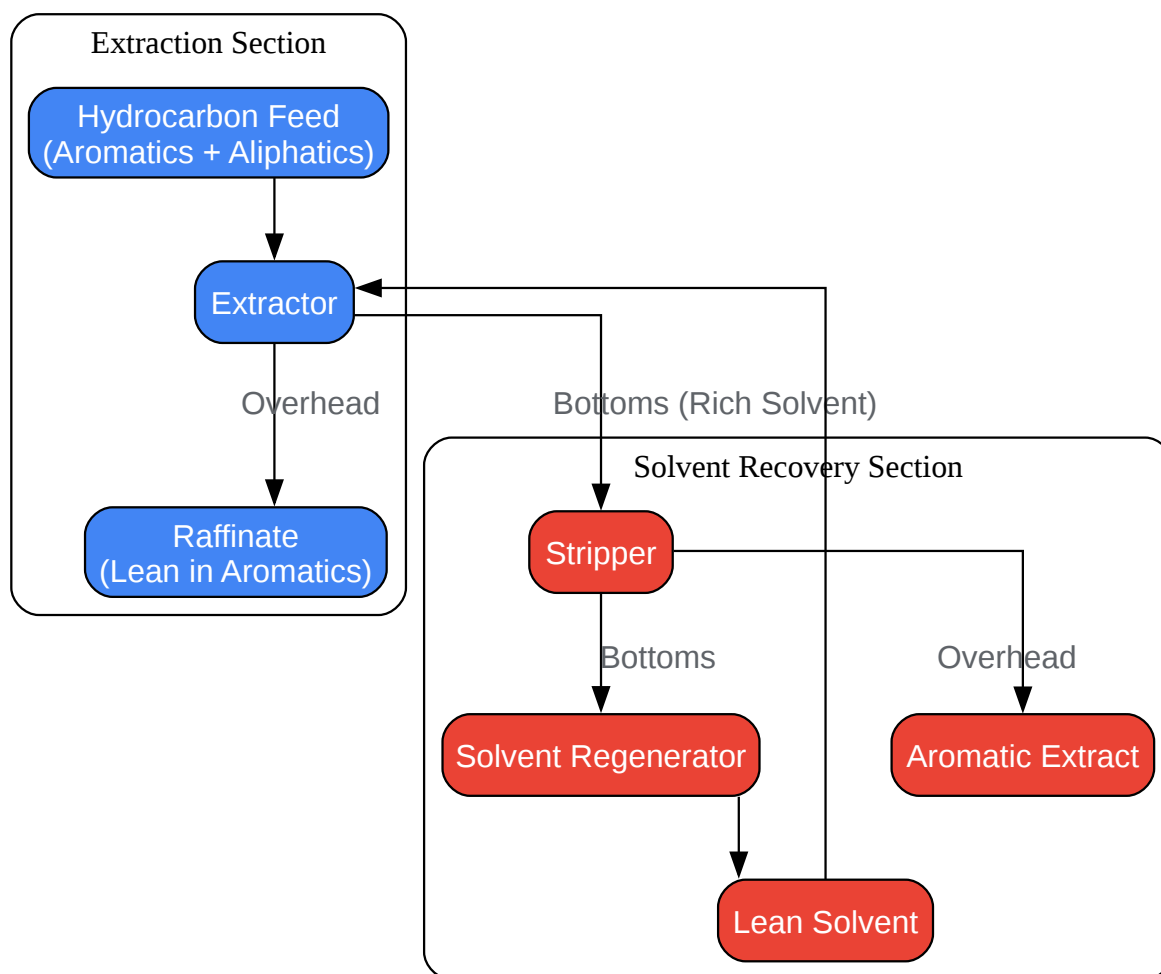 Extraction Section
Hydrocarbon Feed
(Aromatics + Aliphatics)
Extractor
Overhead
Bottoms (Rich Solvent)
Solvent Recovery Section
Raffinate
(Lean in Aromatics)
Stripper
Bottoms
Overhead
Solvent Regenerator
Aromatic Extract
Lean Solvent